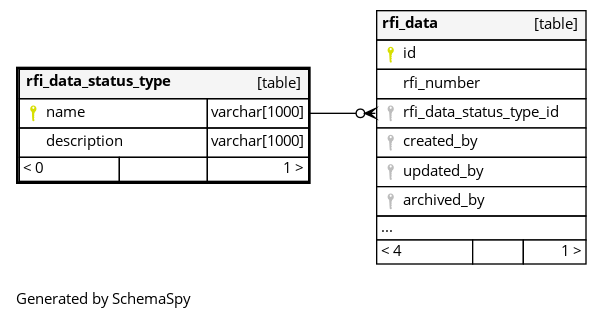 rfi_data_status_type [table]
name varchar[1000]
description varchar[1000]
< 0 1 >
rfi_data [table]
id
rfi_number
rfi_data_status_type_id
created_by
updated_by
archived_by
...
< 4 1 >
Generated by SchemaSpy